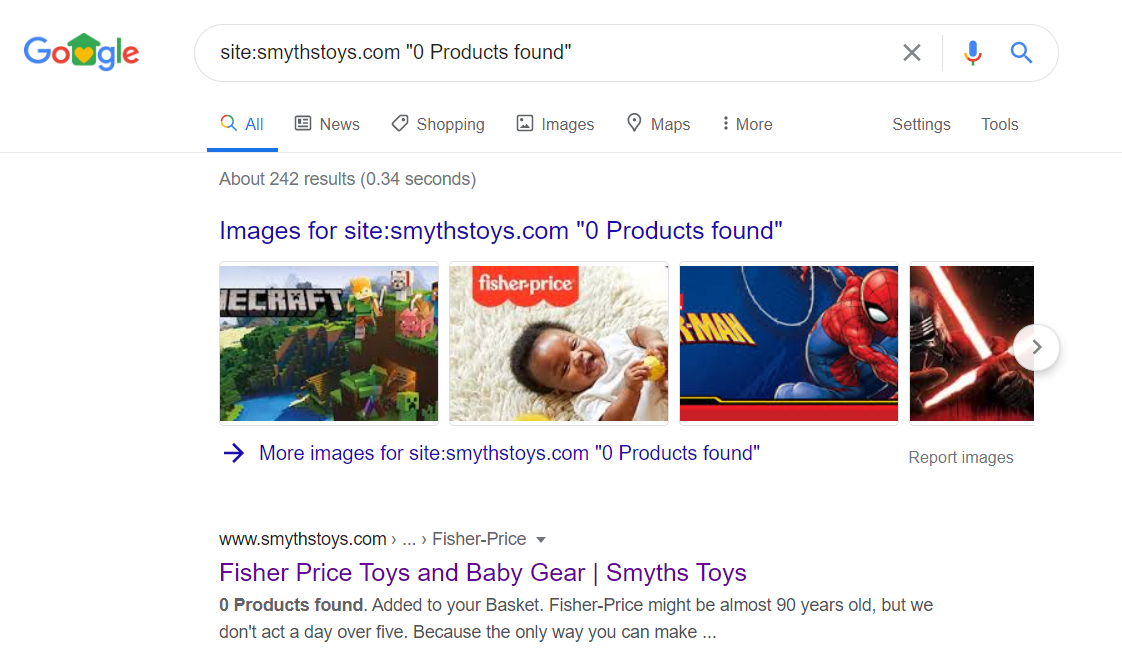 Google
site:smythstoys.com "0 Products found"
All
News
Shopping
Images
Maps
More
Settings
Tools
About 242 results (0.34 seconds)
Images for site:smythstoys.com "0 Products found"
IECRAFT
fisher-price
R-MAN
More images for site:smythstoys.com "0 Products found"
Report images
www.smythstoys.com › ... › Fisher-Price
Fisher Price Toys and Baby Gear | Smyths Toys
0 Products found. Added to your Basket. Fisher-Price might be almost 90 years old, but we
don't act a day over five. Because the only way you can make ...